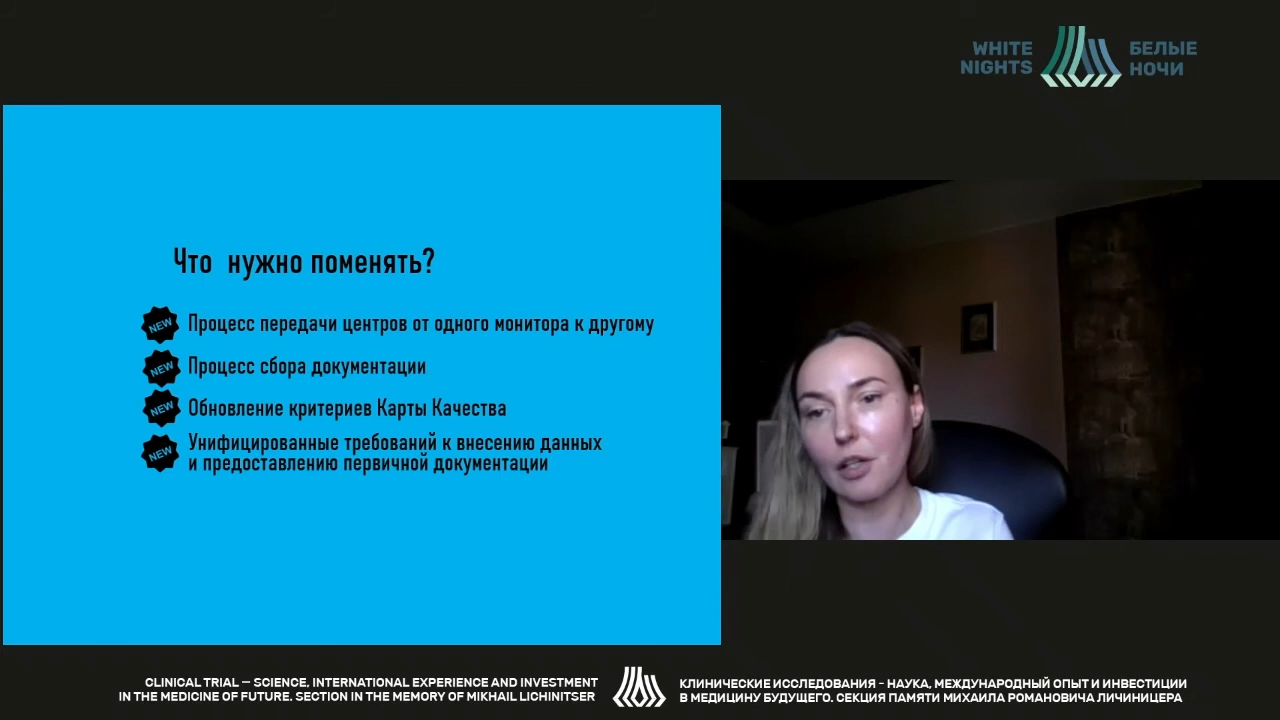 WHITE
NIGHTS
БЕЛЫЕ
НОЧИ
Что нужно поменять?
NEW Процесс передачи центров от одного монитора к другому
NEW Процесс сбора документации
NEW Обновление критериев Карты Качества
NEW Унифицированные требований к внесению данных
и предоставлению первичной документации
CLINICAL TRIAL – SCIENCE, INTERNATIONAL EXPERIENCE AND INVESTMENT
IN THE MEDICINE OF FUTURE. SECTION IN THE MEMORY OF MIKHAIL LICHINITSER
КЛИНИЧЕСКИЕ ИССЛЕДОВАНИЯ - НАУКА, МЕЖДУНАРОДНЫЙ ОПЫТ И ИНВЕСТИЦИИ
В МЕДИЦИНУ БУДУЩЕГО. СЕКЦИЯ ПАМЯТИ МИХАИЛА РОМАНОВИЧА ЛИЧИНИЦЕРА